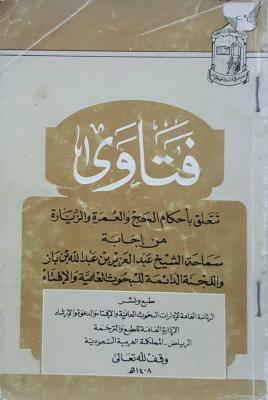 فتاوى
تتعلق بأحكام الحج والعمرة والزيارة
من إجابة
سماحة الشيخ عبد العزيز بن عبد الله بن باز
واللجنة الدائمة للبحوث العلمية والإفتاء
طبع ونشر
الرئاسة العامة لإدارات البحوث العلمية والإفتاء والدعوة والإرشاد
الإدارة العامة للطبع والترجمة
الرياض - المملكة العربية السعودية
وقف لله تعالى
١٤٠٨هـ